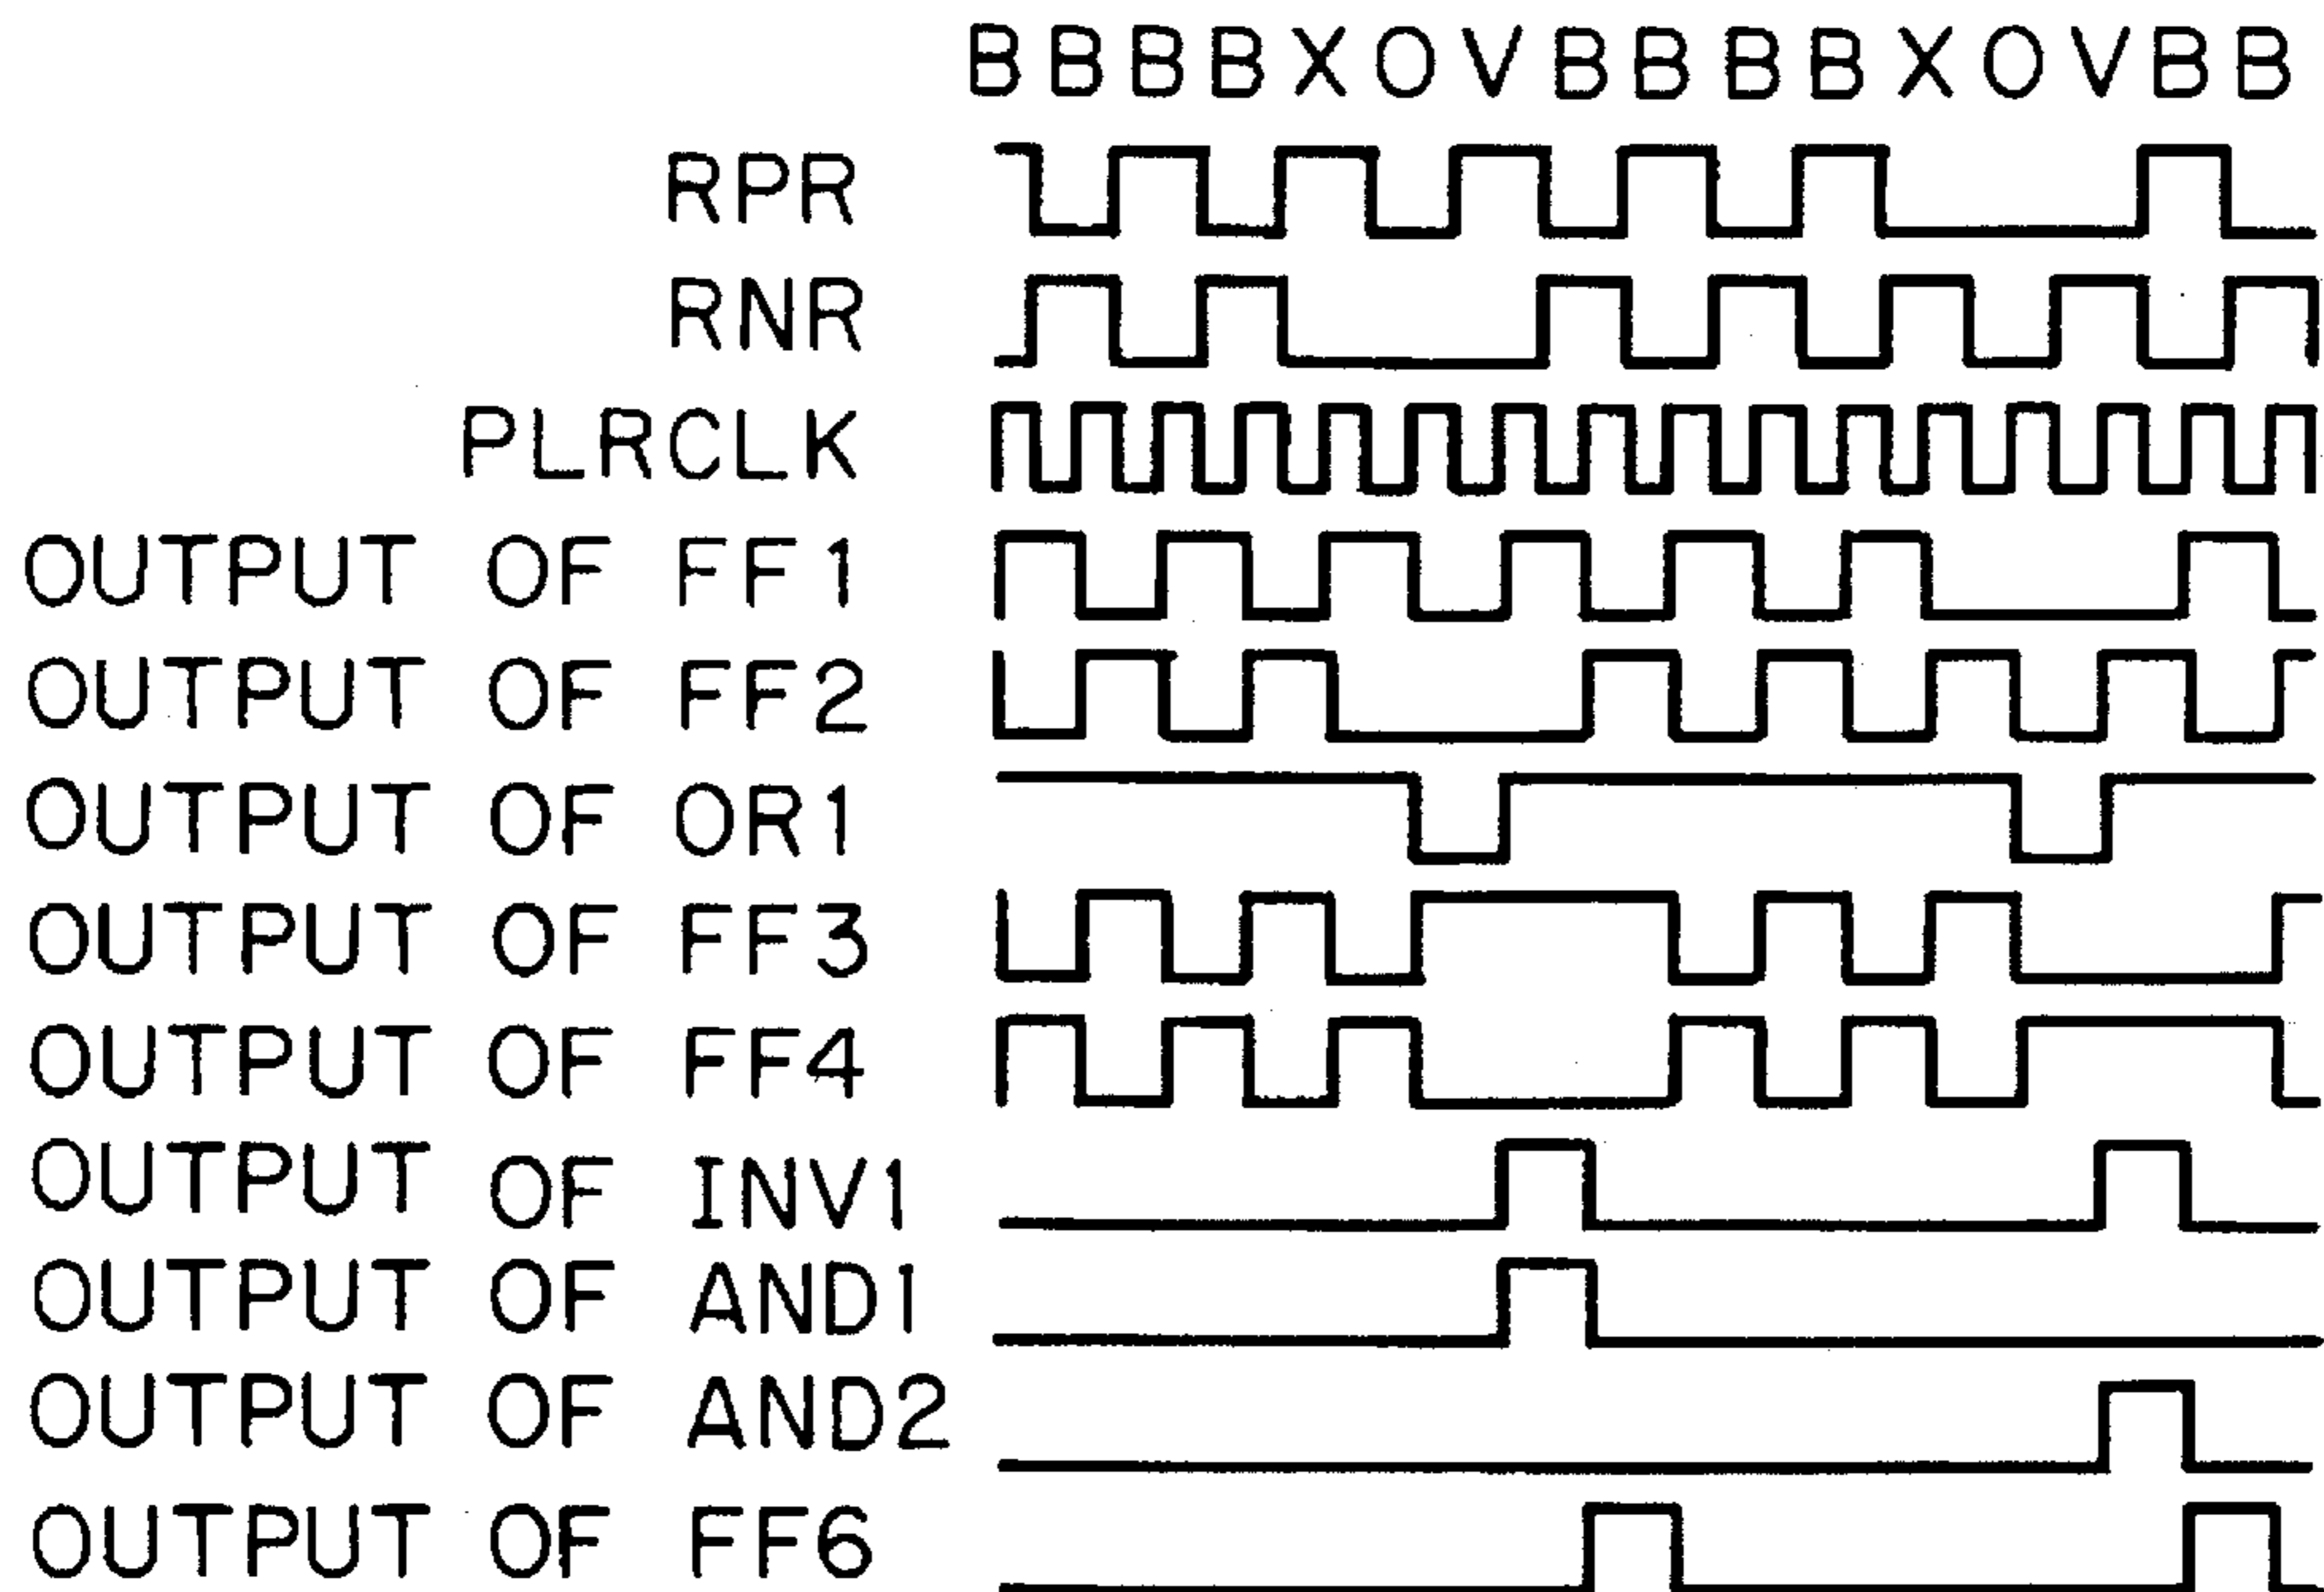 B B B B X O V B B B B X O V B B
RPR
RNR
PLRCLK
OUTPUT OF FF1
OUTPUT OF FF2
OUTPUT OF OR1
OUTPUT OF FF3
OUTPUT OF FF4
OUTPUT OF INV1
OUTPUT OF AND1
OUTPUT OF AND2
OUTPUT OF FF6